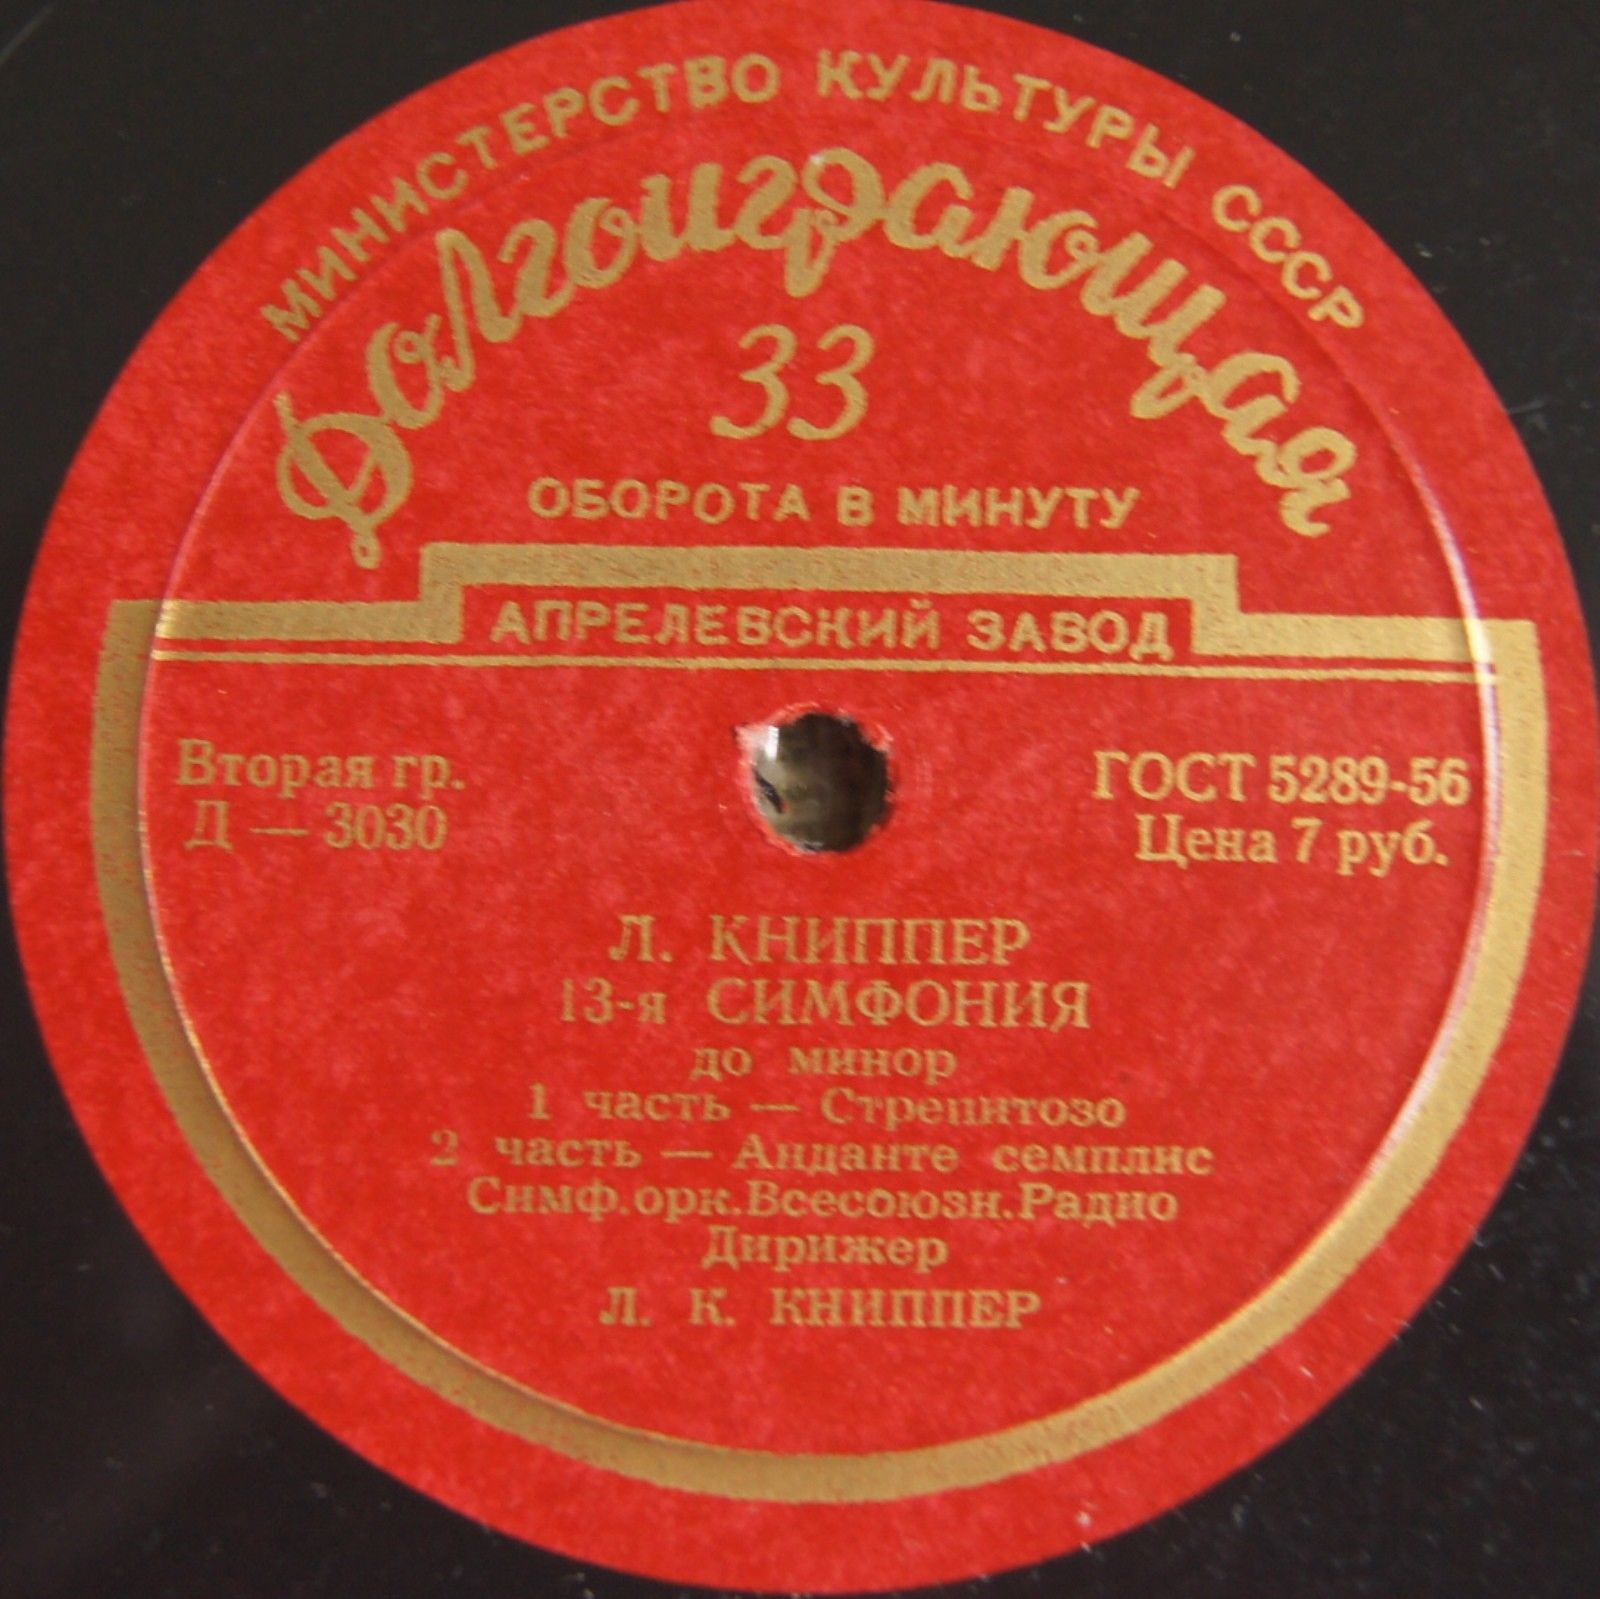 МИНИСТЕРСТВО КУЛЬТУРЫ СССР
Долгоиграющая
33
ОБОРОТА В МИНУТУ
АПРЕЛЕВСКИЙ ЗАВОД
Вторая гр.
Д — 3030
ГОСТ 5289-56
Цена 7 руб.
Л. КНИППЕР
13-я СИМФОНИЯ
до минор
1 часть — Стрепитозо
2 часть — Анданте семплис
Симф.орк.Всесоюзн.Радио
Дирижер
Л. К. КНИППЕР